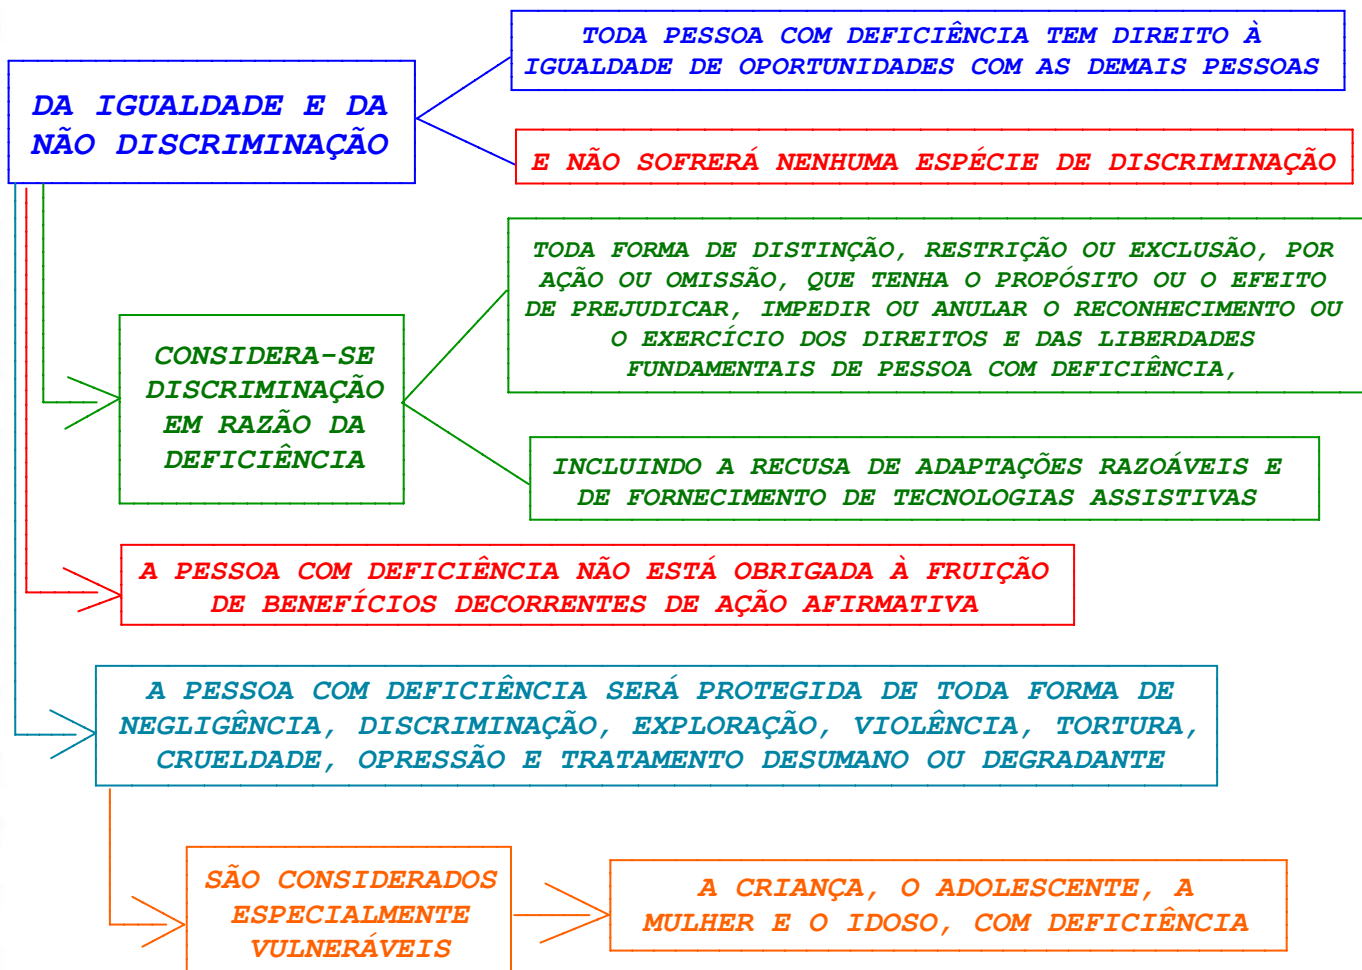 DA IGUALDADE E DA
NÃO DISCRIMINAÇÃO
TODA PESSOA COM DEFICIÊNCIA TEM DIREITO À
IGUALDADE DE OPORTUNIDADES COM AS DEMAIS PESSOAS
E NÃO SOFRERÁ NENHUMA ESPÉCIE DE DISCRIMINAÇÃO
CONSIDERA-SE
DISCRIMINAÇÃO
EM RAZÃO DA
DEFICIÊNCIA
TODA FORMA DE DISTINÇÃO, RESTRIÇÃO OU EXCLUSÃO, POR
AÇÃO OU OMISSÃO, QUE TENHA O PROPÓSITO OU O EFEITO
DE PREJUDICAR, IMPEDIR OU ANULAR O RECONHECIMENTO OU
O EXERCÍCIO DOS DIREITOS E DAS LIBERDADES
FUNDAMENTAIS DE PESSOA COM DEFICIÊNCIA,
INCLUINDO A RECUSA DE ADAPTAÇÕES RAZOÁVEIS E
DE FORNECIMENTO DE TECNOLOGIAS ASSISTIVAS
A PESSOA COM DEFICIÊNCIA NÃO ESTÁ OBRIGADA À FRUIÇÃO
DE BENEFÍCIOS DECORRENTES DE AÇÃO AFIRMATIVA
A PESSOA COM DEFICIÊNCIA SERÁ PROTEGIDA DE TODA FORMA DE
NEGLIGÊNCIA, DISCRIMINAÇÃO, EXPLORAÇÃO, VIOLÊNCIA, TORTURA,
CRUELDADE, OPRESSÃO E TRATAMENTO DESUMANO OU DEGRADANTE
SÃO CONSIDERADOS
ESPECIALMENTE
VULNERÁVEIS
A CRIANÇA, O ADOLESCENTE, A
MULHER E O IDOSO, COM DEFICIÊNCIA